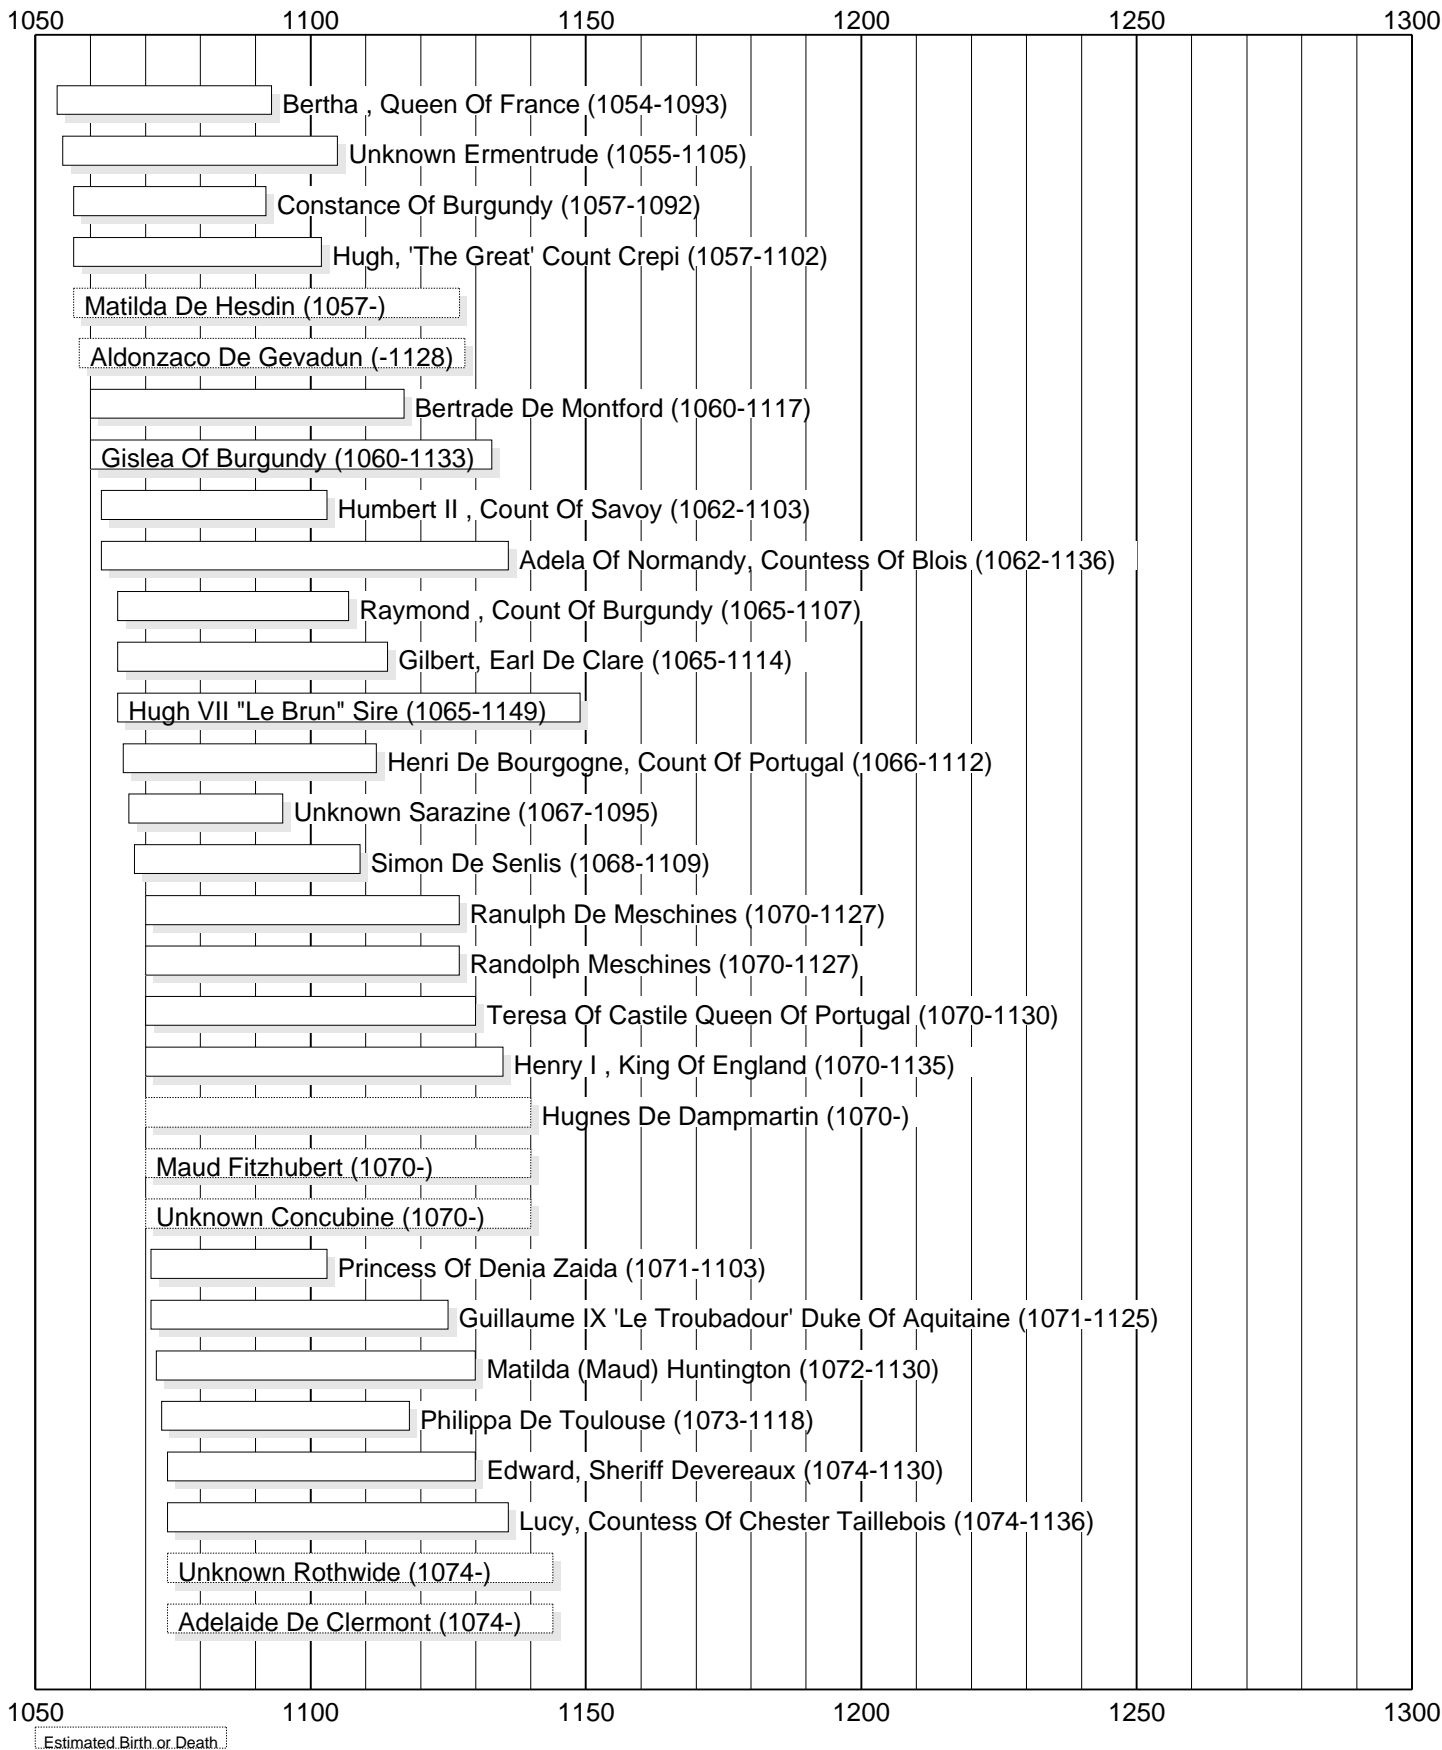 1050 1100 1150 1200 1250 1300
Bertha , Queen Of France (1054-1093)
Unknown Ermentrude (1055-1105)
Constance Of Burgundy (1057-1092)
Hugh, 'The Great' Count Crepi (1057-1102)
Matilda De Hesdin (1057-)
Aldonzaco De Gevadun (-1128)
Bertrade De Montford (1060-1117)
Gislea Of Burgundy (1060-1133)
Humbert II , Count Of Savoy (1062-1103)
Adela Of Normandy, Countess Of Blois (1062-1136)
Raymond , Count Of Burgundy (1065-1107)
Gilbert, Earl De Clare (1065-1114)
Hugh VII "Le Brun" Sire (1065-1149)
Henri De Bourgogne, Count Of Portugal (1066-1112)
Unknown Sarazine (1067-1095)
Simon De Senlis (1068-1109)
Ranulph De Meschines (1070-1127)
Randolph Meschines (1070-1127)
Teresa Of Castile Queen Of Portugal (1070-1130)
Henry I , King Of England (1070-1135)
Hugnes De Dampmartin (1070-)
Maud Fitzhubert (1070-)
Unknown Concubine (1070-)
Princess Of Denia Zaida (1071-1103)
Guillaume IX 'Le Troubadour' Duke Of Aquitaine (1071-1125)
Matilda (Maud) Huntington (1072-1130)
Philippa De Toulouse (1073-1118)
Edward, Sheriff Devereaux (1074-1130)
Lucy, Countess Of Chester Taillebois (1074-1136)
Unknown Rothwide (1074-)
Adelaide De Clermont (1074-)
1050 1100 1150 1200 1250 1300
Estimated Birth or Death